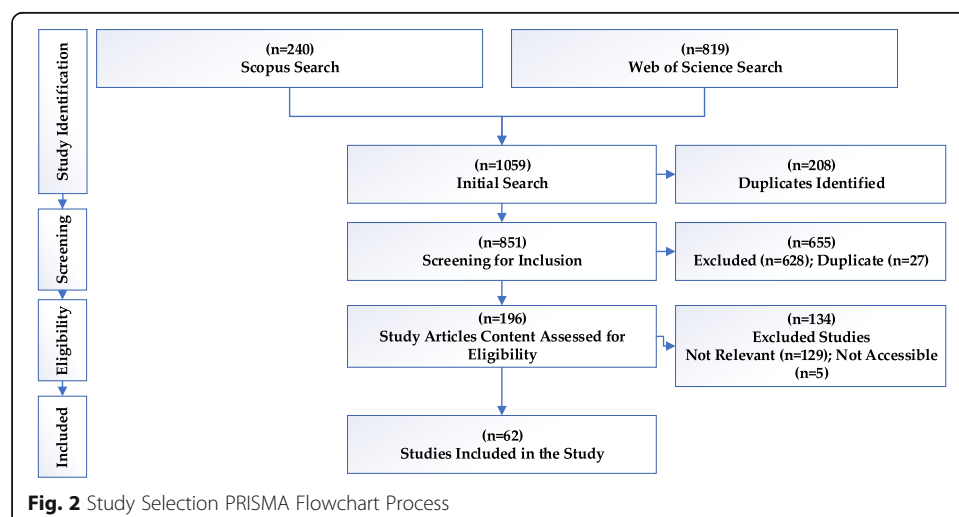 Study Identification
(n=240)
Scopus Search
(n=819)
Web of Science Search
(n=1059)
Initial Search
(n=208)
Duplicates Identified
Screening
(n=851)
Screening for Inclusion
(n=655)
Excluded (n=628); Duplicate (n=27)
Eligibility
(n=196)
Study Articles Content Assessed for
Eligibility
(n=134)
Excluded Studies
Not Relevant (n=129); Not Accessible
(n=5)
Included
(n=62)
Studies Included in the Study
Fig. 2 Study Selection PRISMA Flowchart Process